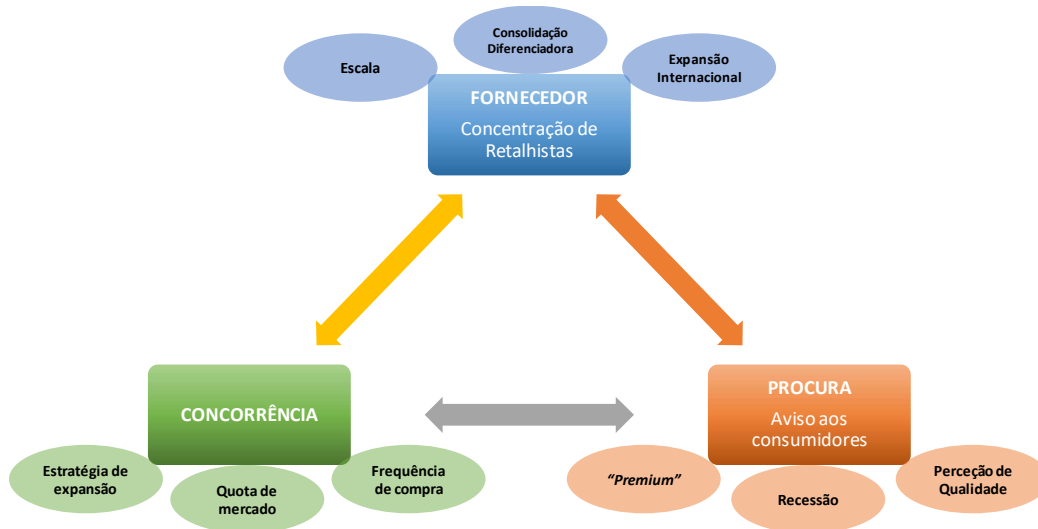 Consolidação
Diferenciadora
Escala
Expansão
Internacional
FORNECEDOR
Concentração de
Retalhistas
CONCORRÊNCIA
PROCURA
Aviso aos
consumidores
Estratégia de
expansão
Quota de
mercado
Frequência
de compra
“Premium”
Recessão
Perceção de
Qualidade